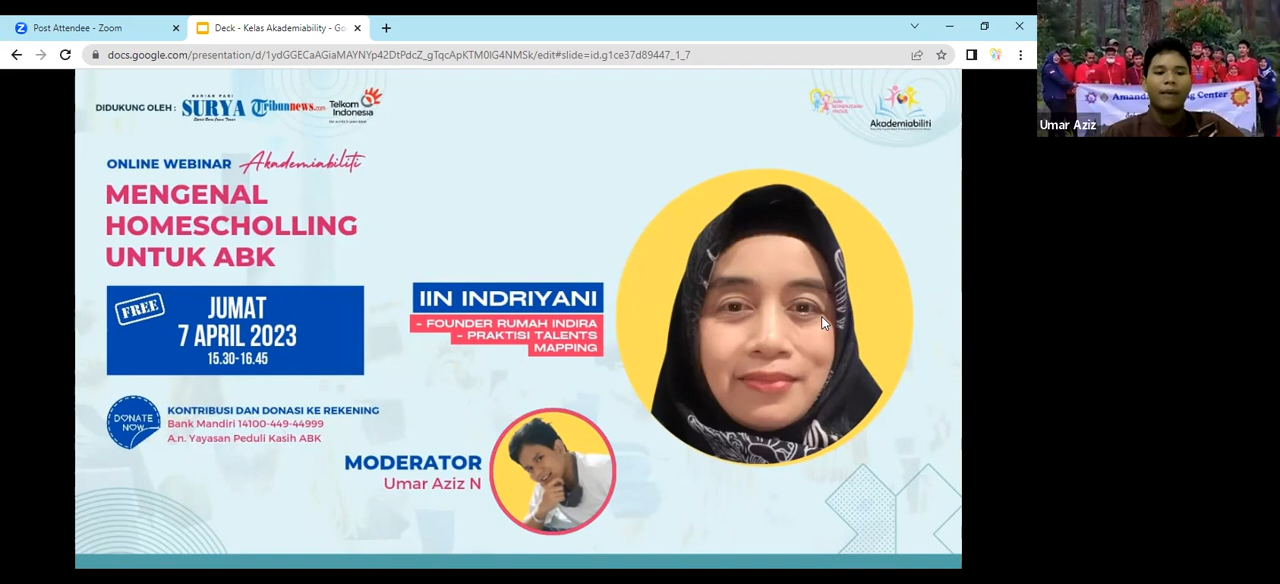 Post Attendee - Zoom
Deck - Kelas Akademiability - Go
docs.google.com/presentation/d/1ydGGECaAGiaMAYNYp42DtPdcZ_gTqcApKTM0lG4NMSk/edit#slide=id.g1ce37d89447_1_7
DIDUKUNG OLEH :
HARIAN PAGI
SURYA
Tribunnews.com
Telkom
Indonesia
Akademiabiliti
Umar Aziz
ONLINE WEBINAR Akademiabiliti
MENGENAL
HOMESCHOLLING
UNTUK ABK
FREE
JUMAT
7 APRIL 2023
15.30-16.45
IIN INDRIYANI
- FOUNDER RUMAH INDIRA
- PRAKTISI TALENTS
MAPPING
DONATE
NOW
KONTRIBUSI DAN DONASI KE REKENING
Bank Mandiri 14100-449-44999
A.n. Yayasan Peduli Kasih ABK
MODERATOR
Umar Aziz N